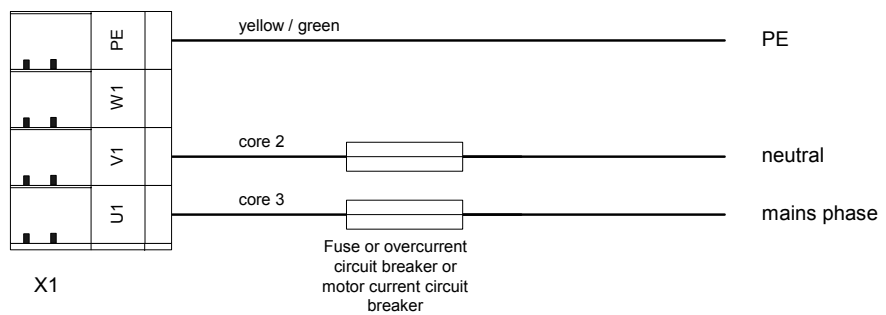 PE
yellow / green
PE
W1
V1
core 2
neutral
U1
core 3
mains phase
Fuse or overcurrent
circuit breaker or
motor current circuit
breaker
X1